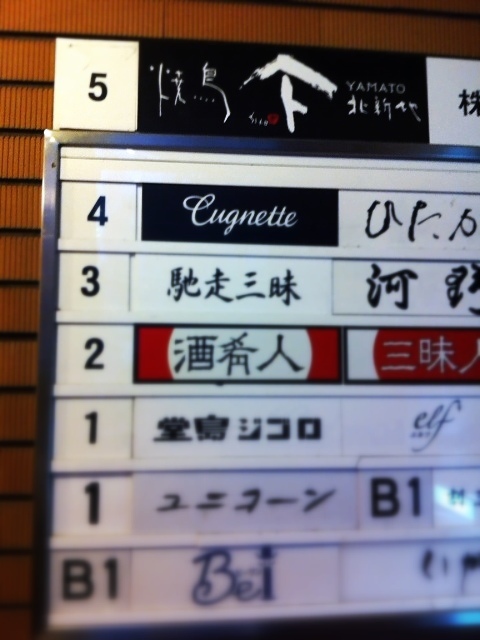 5 焼鳥 YAMATO 北新地 株
4 Cugnette ひたか
3 馳走三昧 河野
2 酒肴人 三昧人
1 堂島ジコロ elf
1 ユニコーン B1
B1 Bei